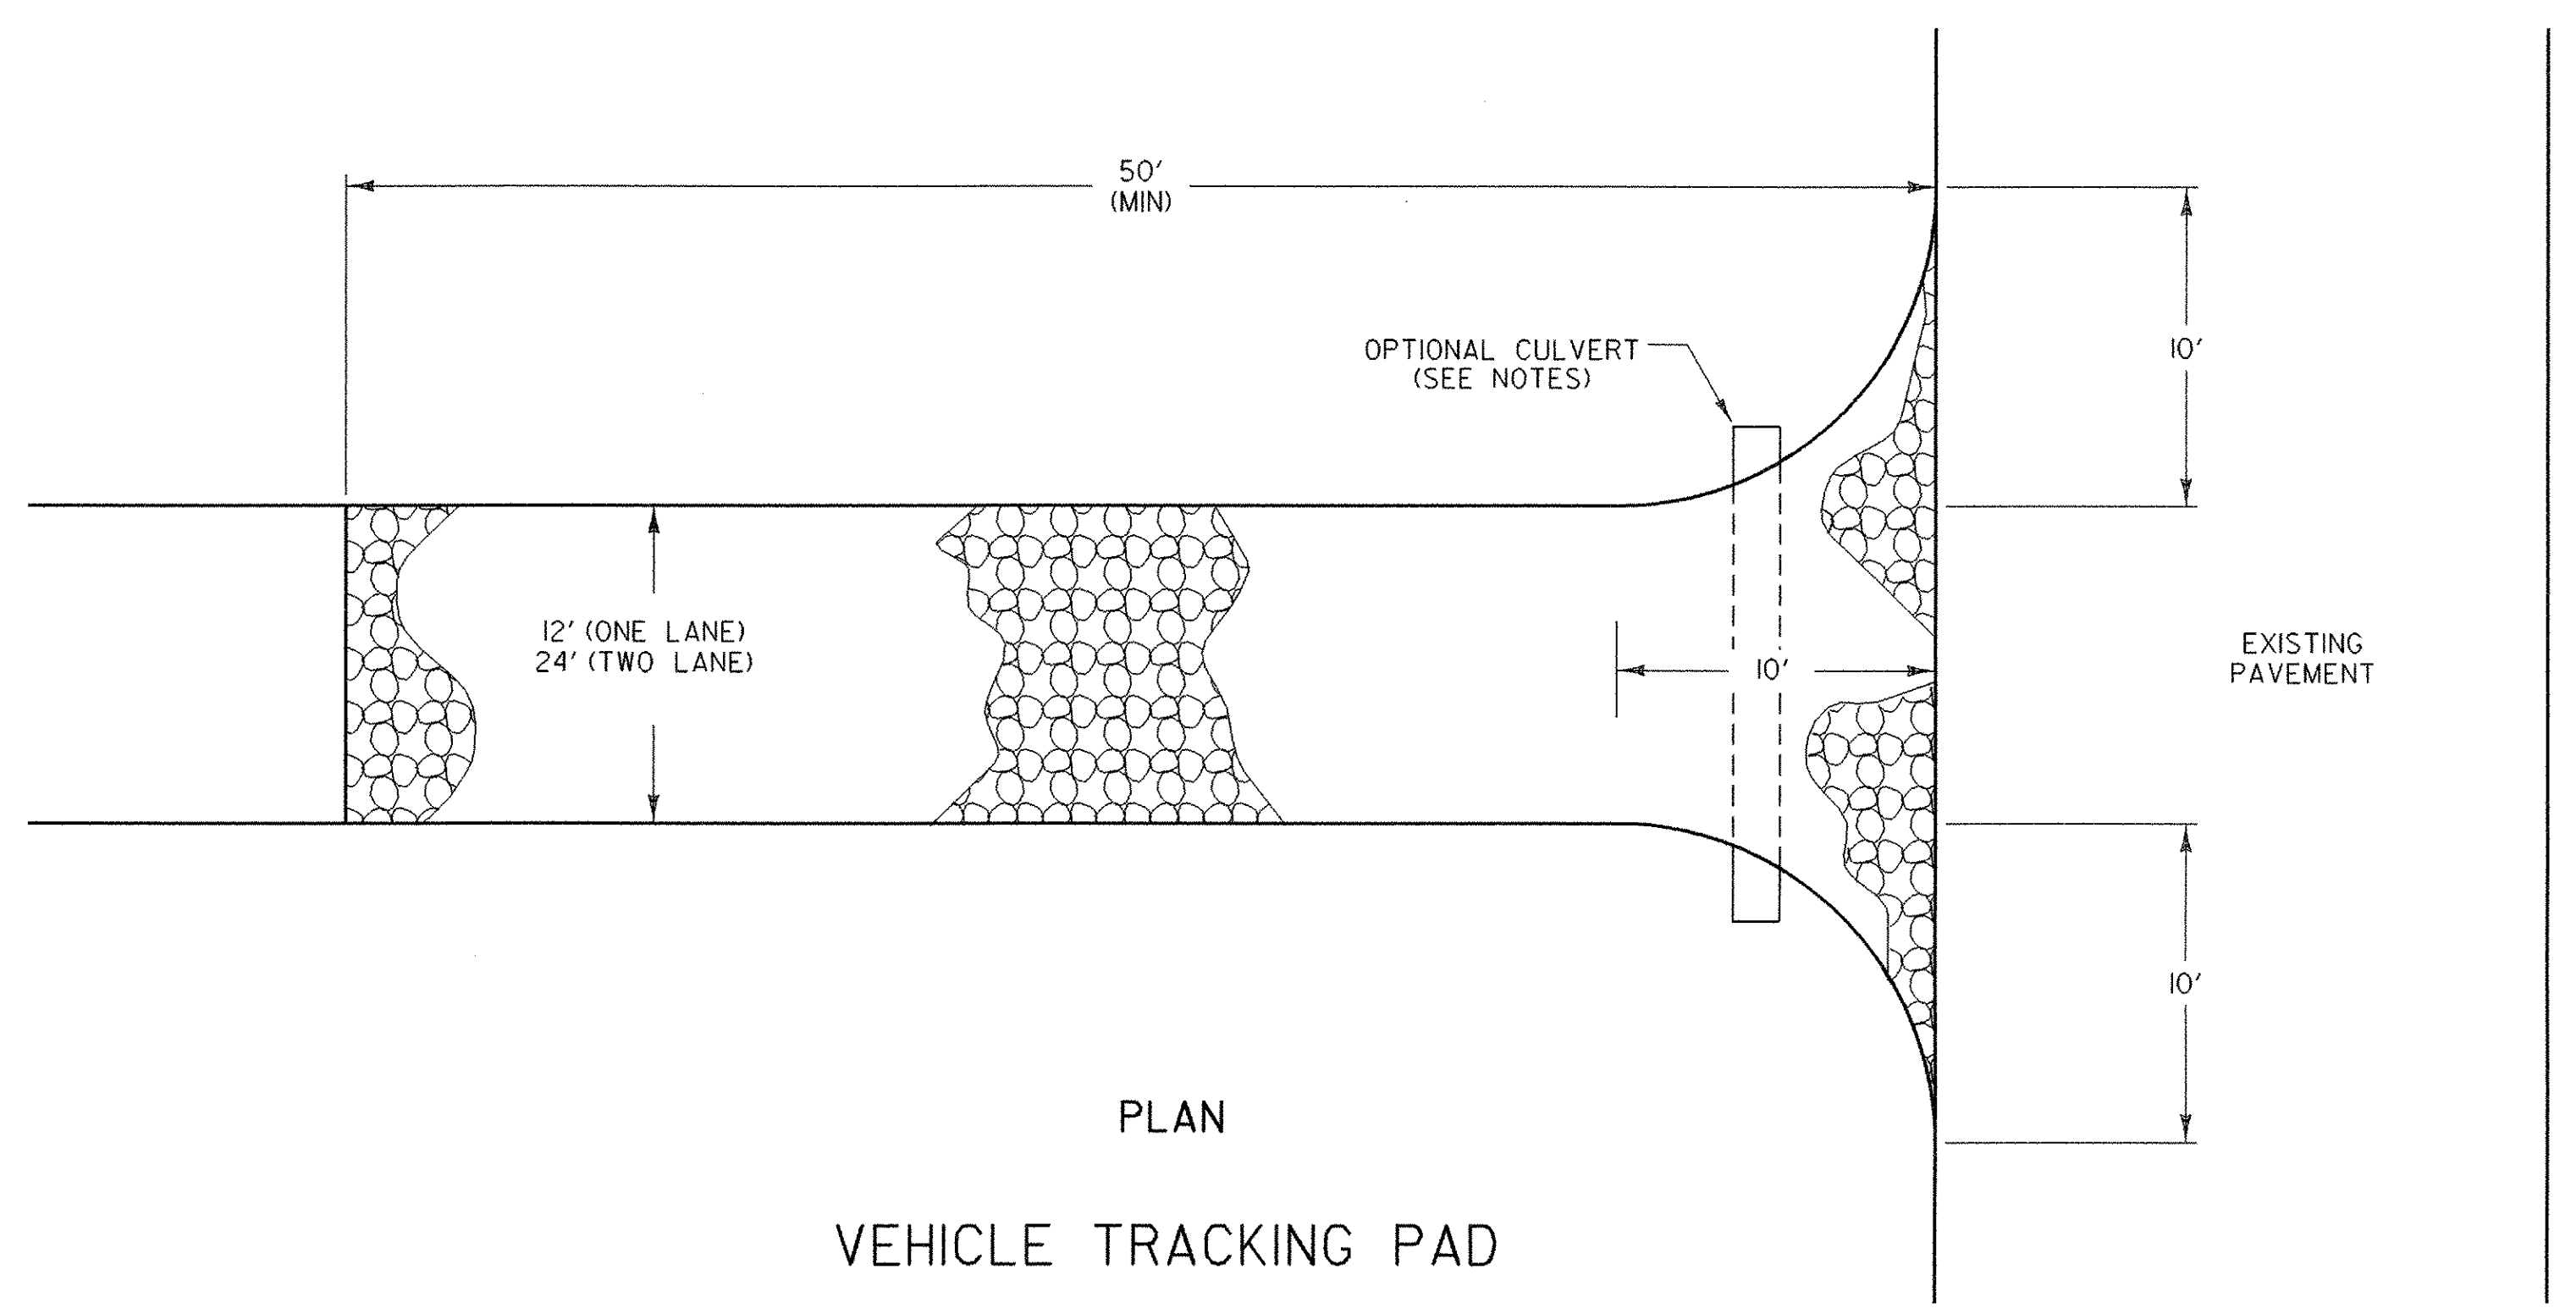 50'
(MIN)
OPTIONAL CULVERT
(SEE NOTES)
10'
12' (ONE LANE)
24' (TWO LANE)
10'
EXISTING
PAVEMENT
10'
PLAN
VEHICLE TRACKING PAD